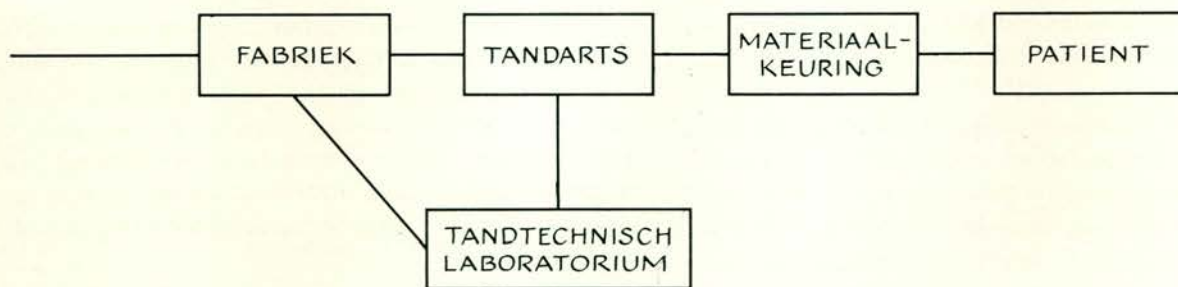 FABRIEK
TANDARTS
MATERIAAL-
KEURING
PATIENT
TANDTECHNISCH
LABORATORIUM